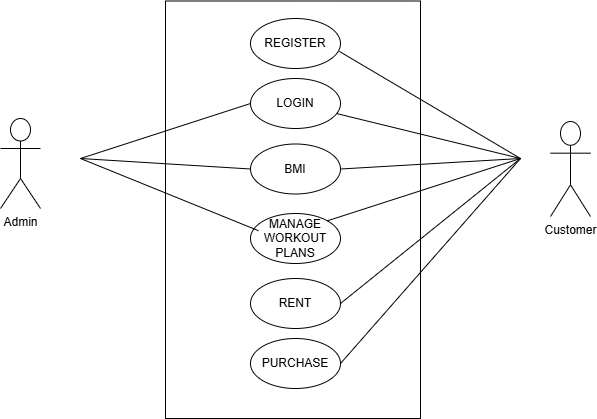 REGISTER
LOGIN
BMI
MANAGE
WORKOUT
PLANS
RENT
PURCHASE
Admin
Customer